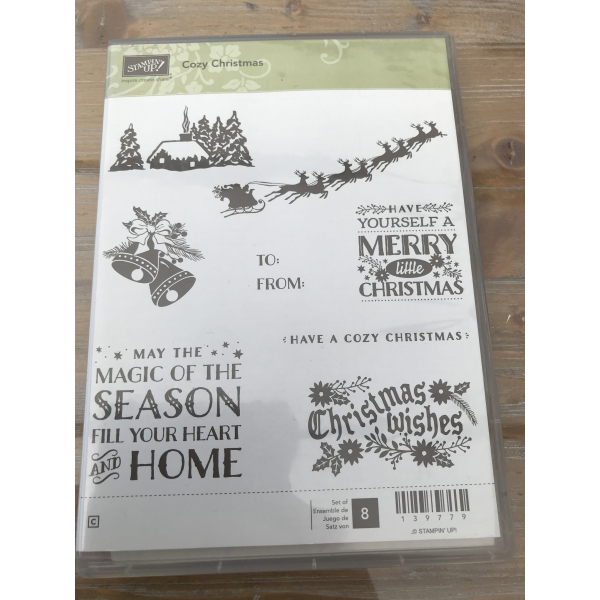 STAMPIN' UP!
Cozy Christmas
HAVE
YOURSELF A
MERRY
little
CHRISTMAS
TO:
FROM:
HAVE A COZY CHRISTMAS
MAY THE
MAGIC OF THE
SEASON
FILL YOUR HEART
AND HOME
Christmas
wishes
Set of
Ensemble de
Juego de
Satz von
8
139779
C
© STAMPIN' UP!